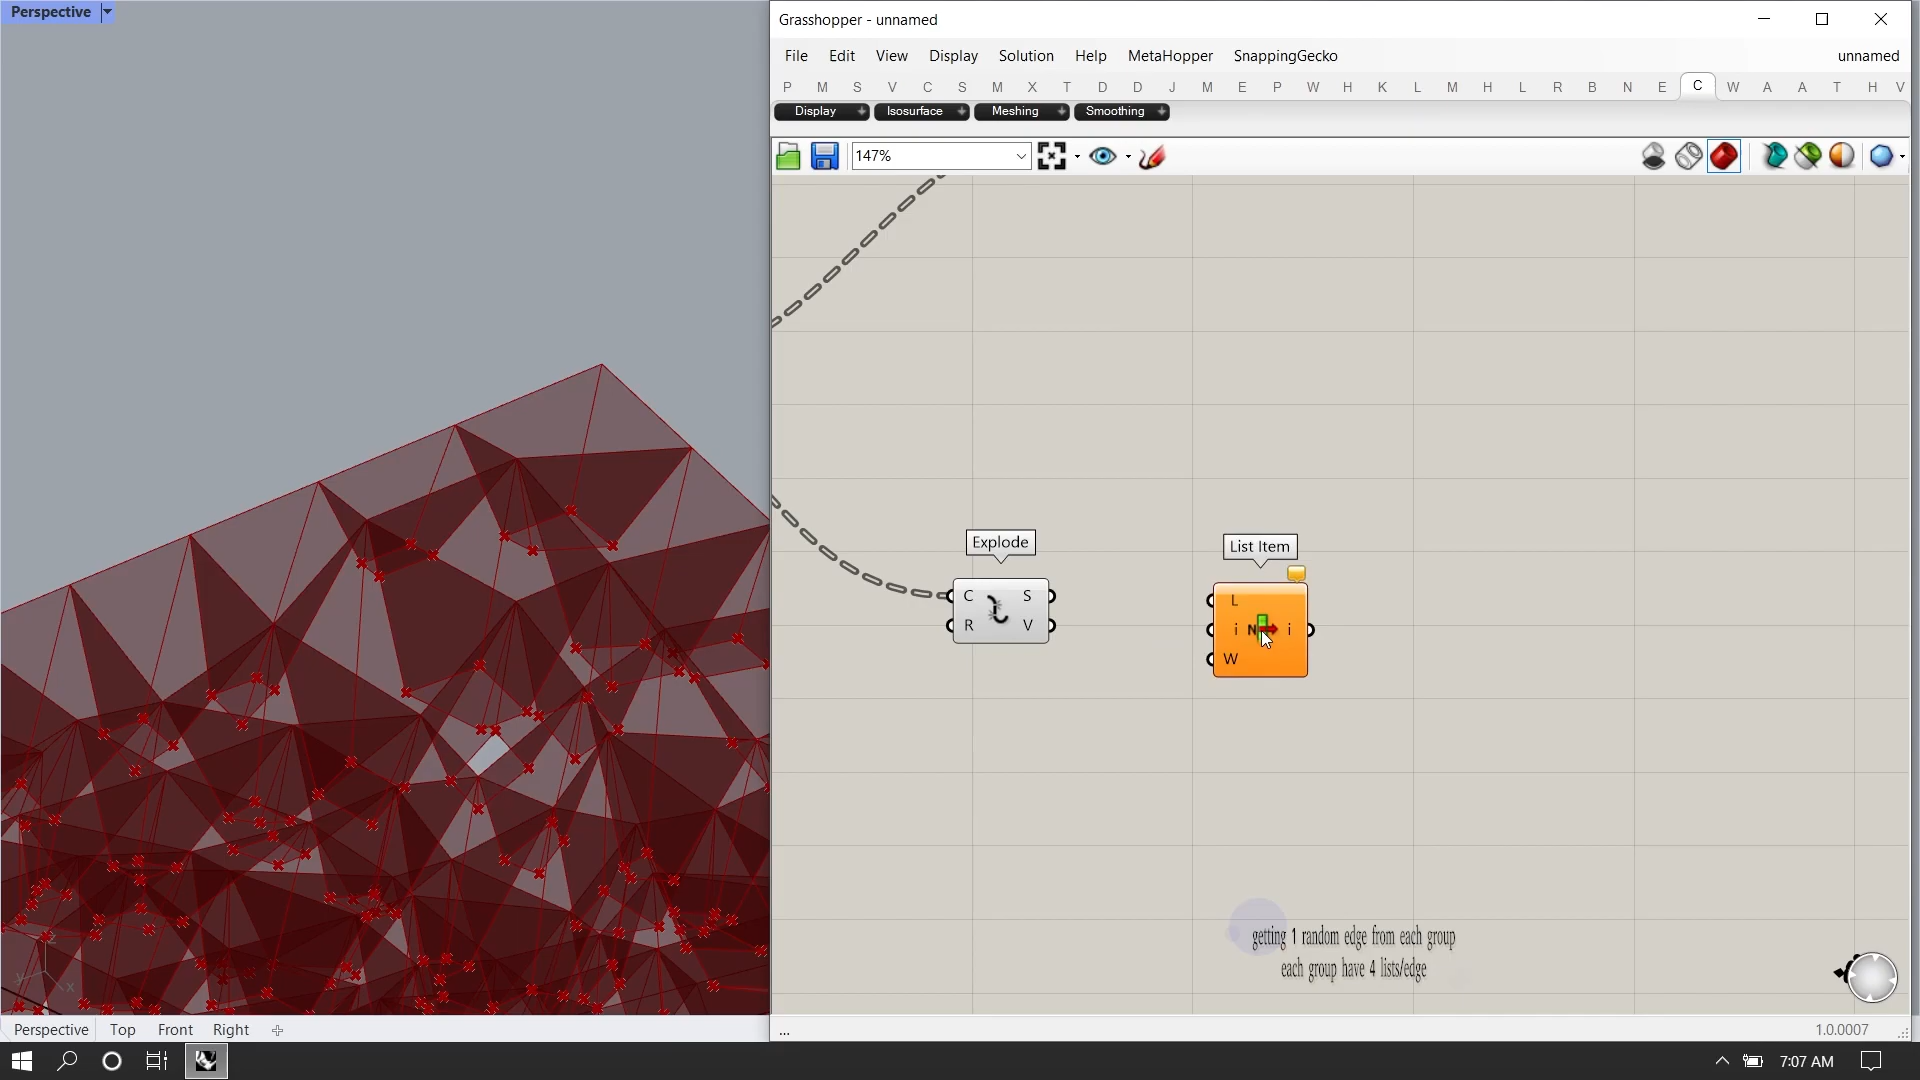 Perspective
Grasshopper - unnamed
File Edit View Display Solution Help MetaHopper SnappingGecko unnamed
P M S V C S M X T D D J M E P W H K L M H L R B N E C W A A T H V
Display Isosurface Meshing Smoothing
147%
Explode
C S
R V
List Item
L
i N i
W
getting 1 random edge from each group
each group have 4 lists/edge
z
y x
Perspective Top Front Right
... 1.0.0007
7:07 AM